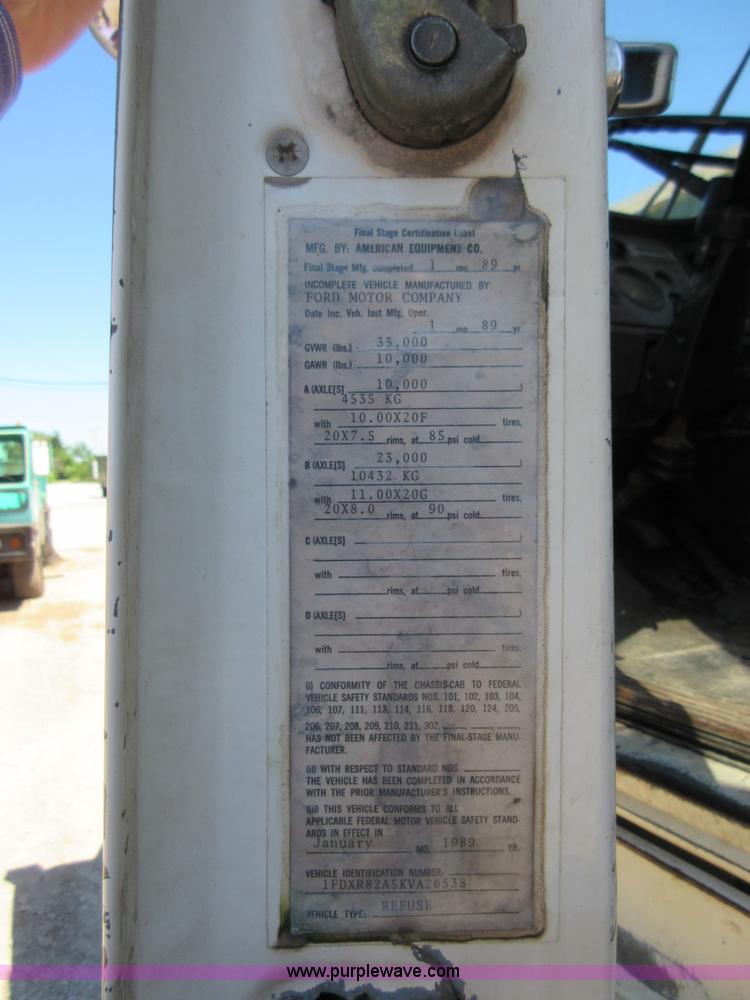 Final Stage Certification Label
MFG. BY: AMERICAN EQUIPMENT CO.
Final Stage Mfg. completed 1 mo. 89 yr.
INCOMPLETE VEHICLE MANUFACTURED BY:
FORD MOTOR COMPANY
Date Inc. Veh. last Mfg. Oper.
1 mo 89 yr.
GVWR (lbs.) 33,000
GAWR (lbs.) 10,000
A (AXLE[S] 10,000 )
4535 KG
with 10.00X20F tires,
20X7.5 rims, at 85 psi cold
B (AXLE[S] 23,000 )
10432 KG
with 11.00X20G tires,
20X8.0 rims, at 90 psi cold
C (AXLE[S] )
with tires,
rims, at psi cold
D (AXLE[S] )
with tires,
rims, at psi cold
(i) CONFORMITY OF THE CHASSIS-CAB TO FEDERAL
VEHICLE SAFETY STANDARDS NOS. 101, 102, 103, 104,
106, 107, 111, 113, 114, 116, 118, 120, 124, 205,
206, 207, 208, 209, 210, 211, 302,
HAS NOT BEEN AFFECTED BY THE FINAL-STAGE MANU-
FACTURER.
(ii) WITH RESPECT TO STANDARD NOS.
THE VEHICLE HAS BEEN COMPLETED IN ACCORDANCE
WITH THE PRIOR MANUFACTURER'S INSTRUCTIONS.
(iii) THIS VEHICLE CONFORMS TO ALL
APPLICABLE FEDERAL MOTOR VEHICLE SAFETY STAND-
ARDS IN EFFECT IN
January MO. 1989 YR.
VEHICLE IDENTIFICATION NUMBER:
1FDXR82A5KVA26538
VEHICLE TYPE: REFUSE
www.purplewave.com